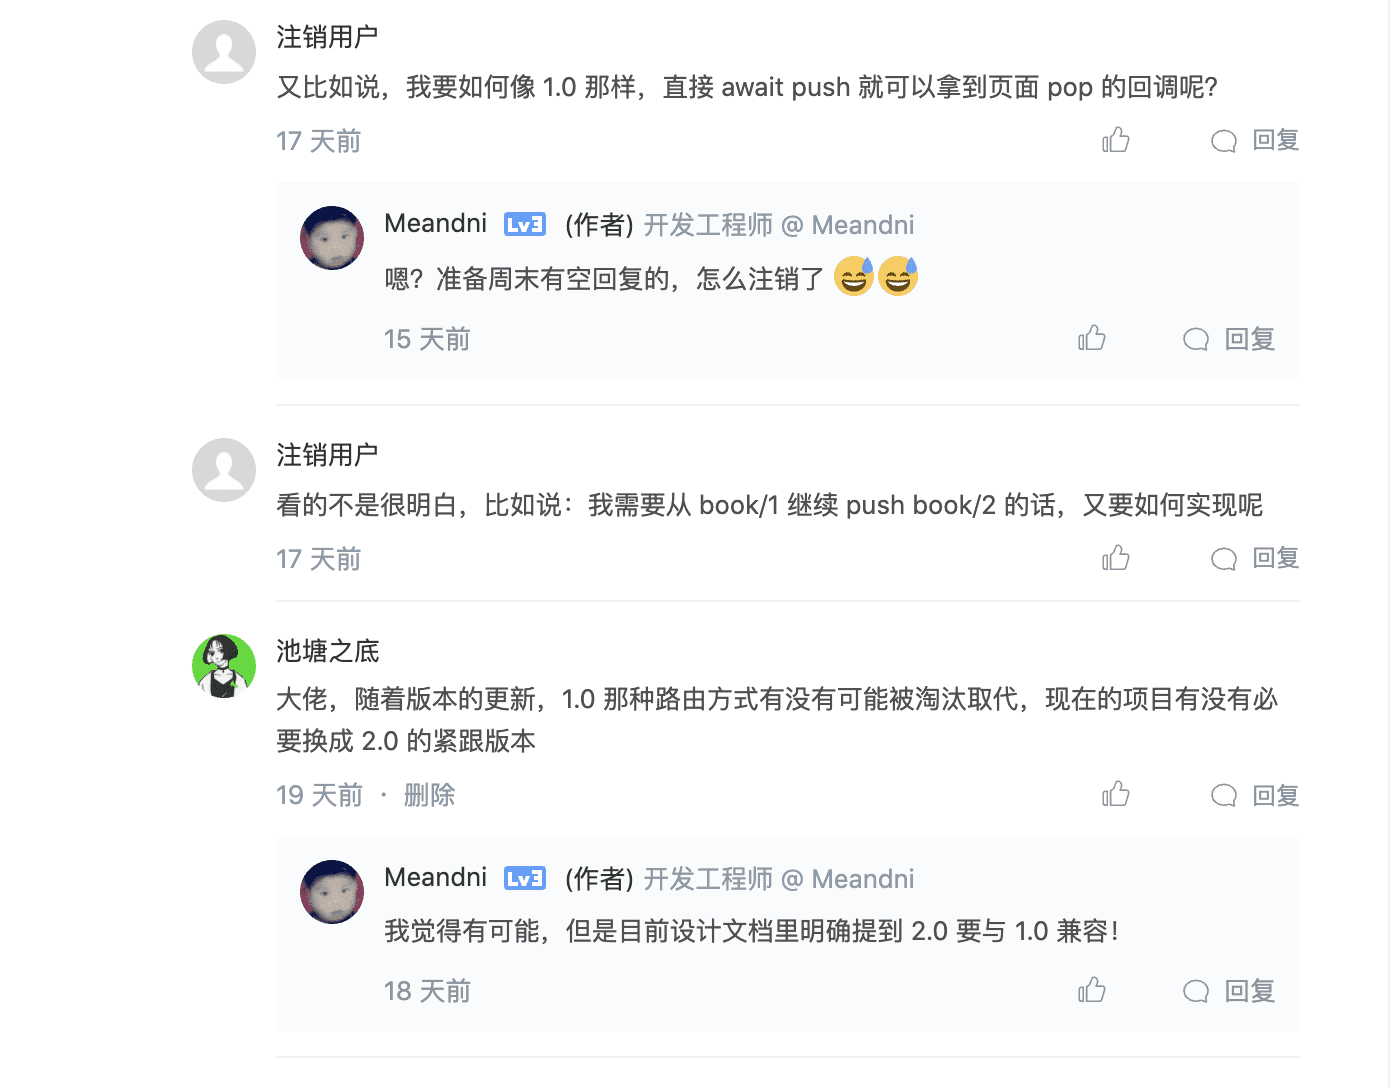 注销用户
又比如说，我要如何像 1.0 那样，直接 await push 就可以拿到页面 pop 的回调呢？
17 天前
回复
Meandni Lv3 (作者) 开发工程师 @ Meandni
嗯？准备周末有空回复的，怎么注销了 😅😅
15 天前
回复
注销用户
看的不是很明白，比如说：我需要从 book/1 继续 push book/2 的话，又要如何实现呢
17 天前
回复
池塘之底
大佬，随着版本的更新，1.0 那种路由方式有没有可能被淘汰取代，现在的项目有没有必
要换成 2.0 的紧跟版本
19 天前 · 删除
回复
Meandni Lv3 (作者) 开发工程师 @ Meandni
我觉得有可能，但是目前设计文档里明确提到 2.0 要与 1.0 兼容！
18 天前
回复